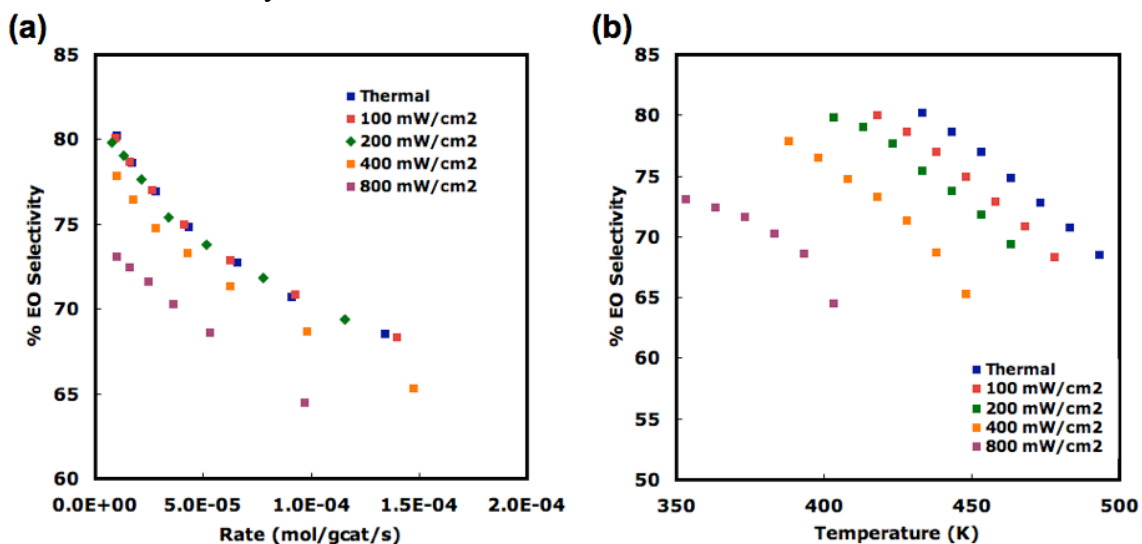 (a)
85
80
75
70
65
60
% EO Selectivity
Thermal
100 mW/cm2
200 mW/cm2
400 mW/cm2
800 mW/cm2
0.0E+00 5.0E-05 1.0E-04 1.5E-04 2.0E-04
Rate (mol/gcat/s)
(b)
85
80
75
70
65
60
55
50
% EO Selectivity
Thermal
100 mW/cm2
200 mW/cm2
400 mW/cm2
800 mW/cm2
350 400 450 500
Temperature (K)